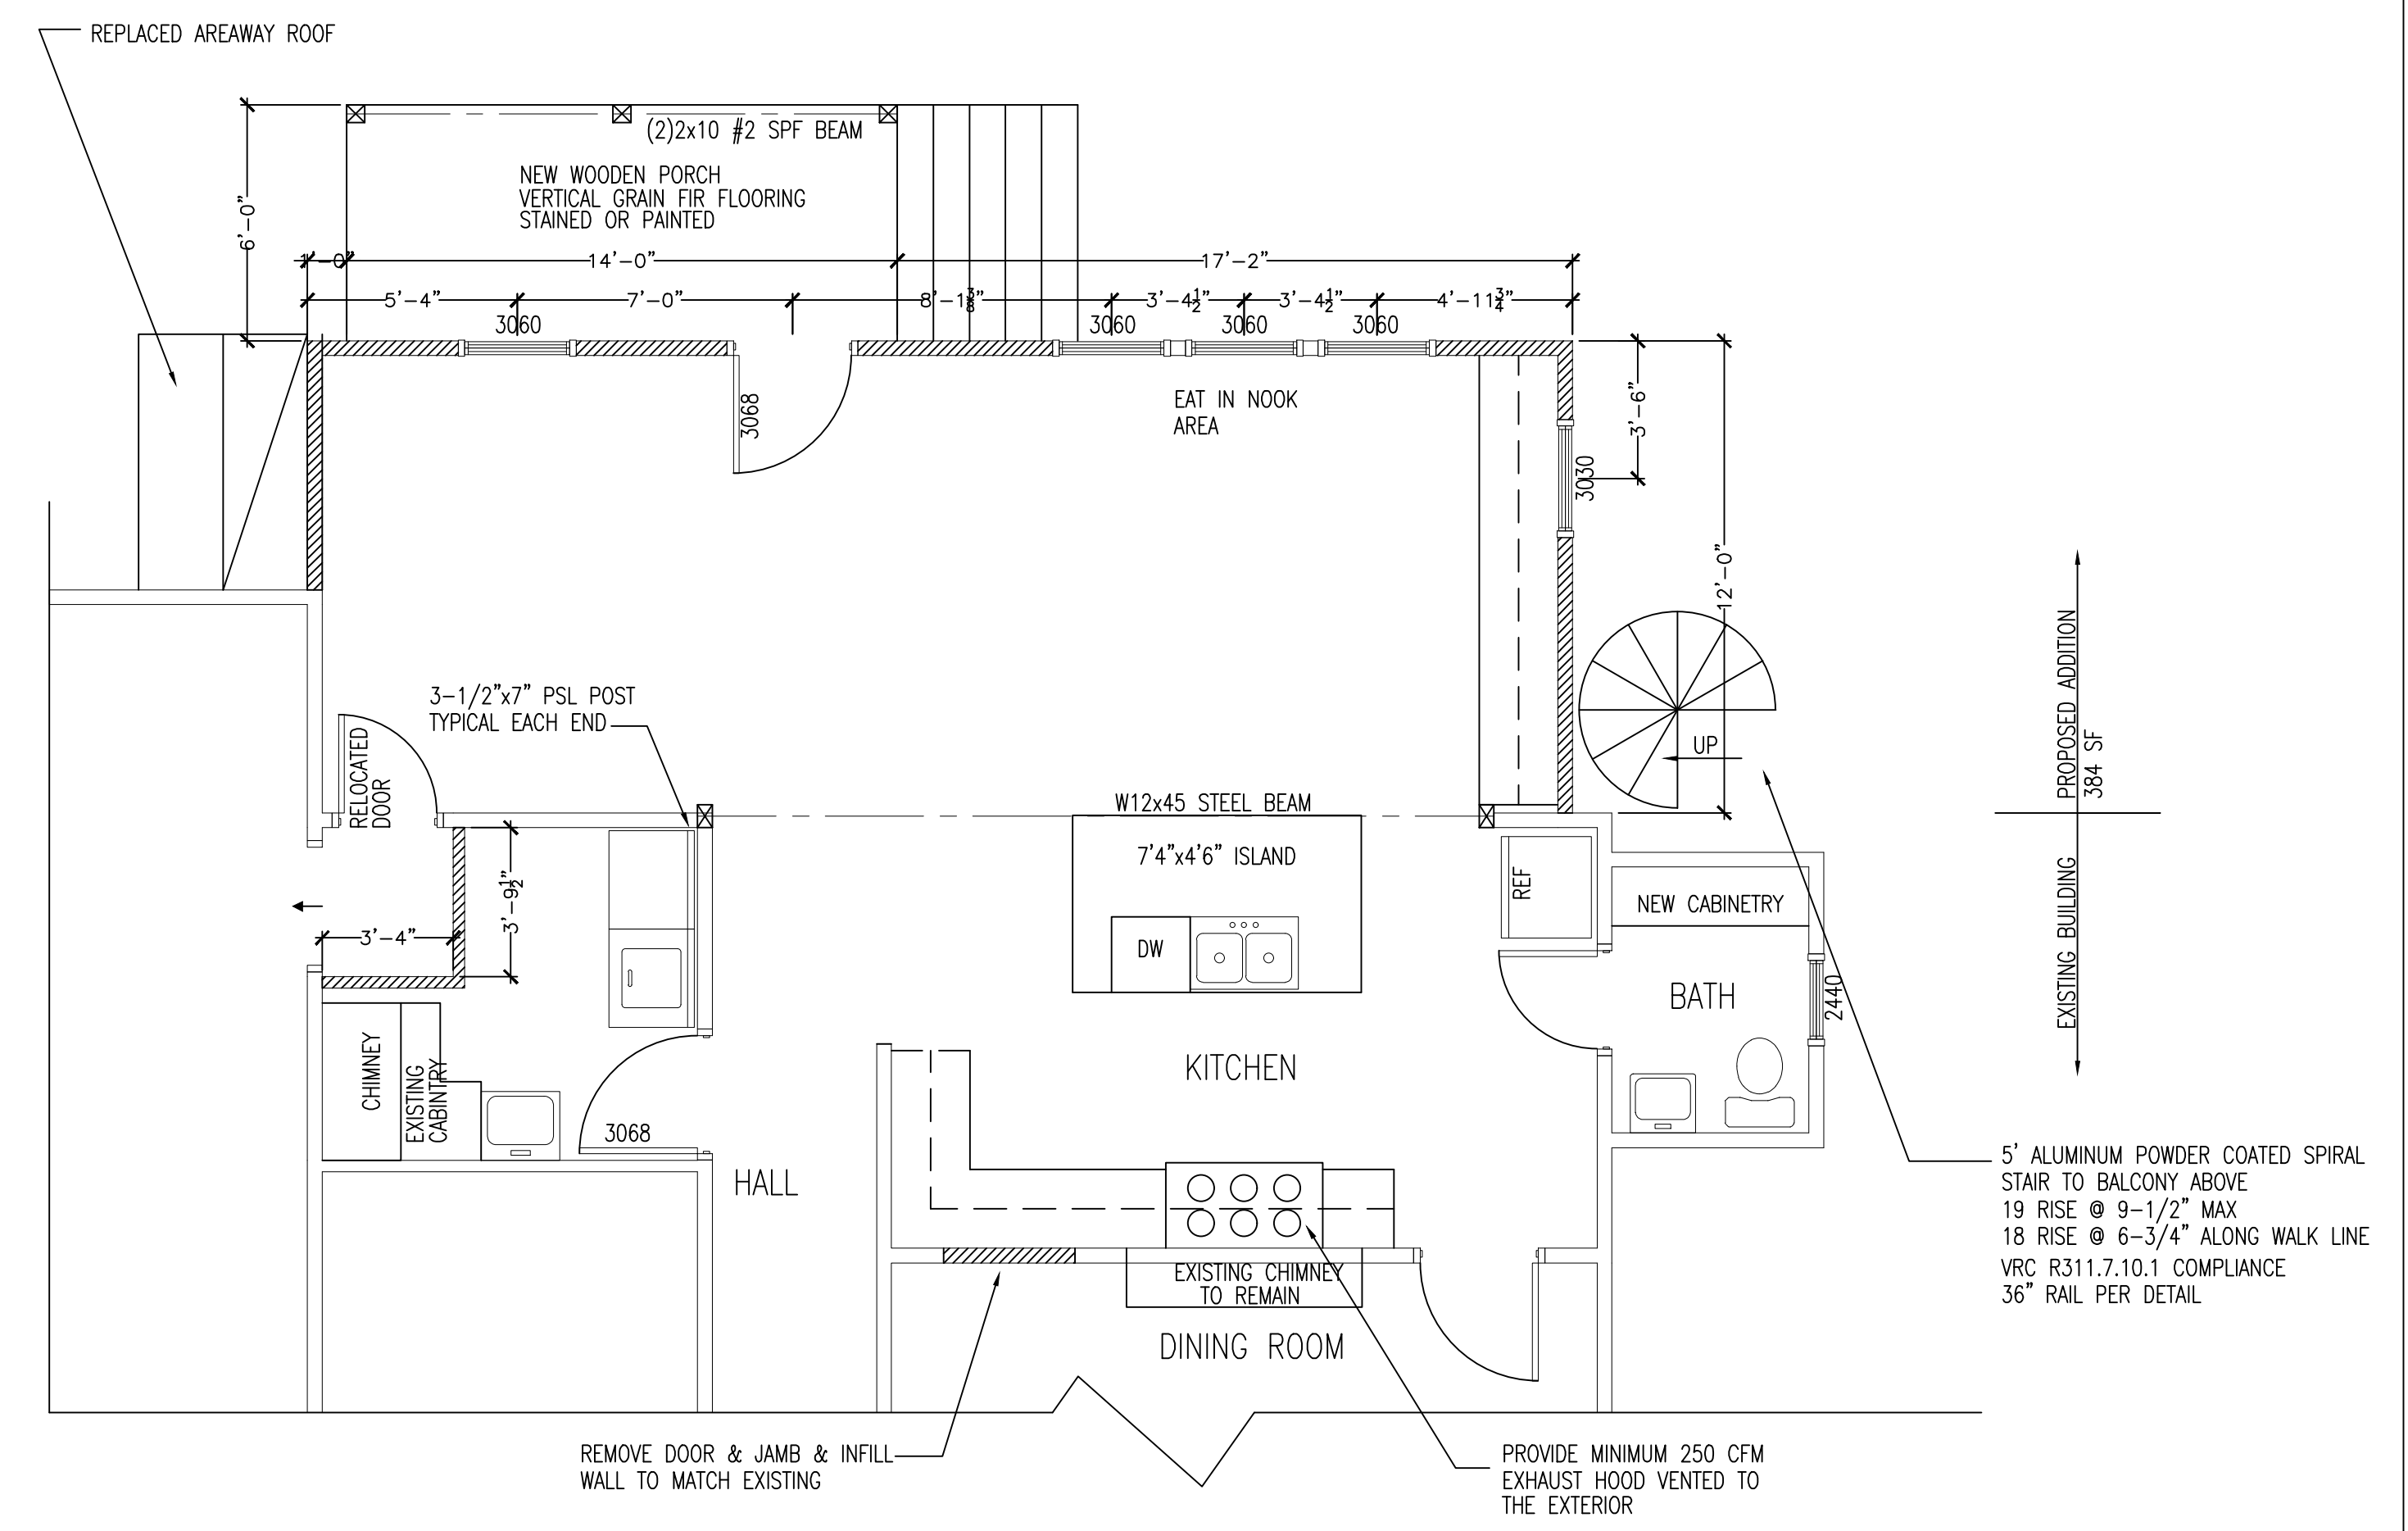 REPLACED AREAWAY ROOF
(2)2x10 #2 SPF BEAM
NEW WOODEN PORCH
VERTICAL GRAIN FIR FLOORING
STAINED OR PAINTED
6'-0"
1'-0"
14'-0"
17'-2"
5'-4"
7'-0"
8'-1 3/8"
3'-4 1/2"
3'-4 1/2"
4'-11 3/4"
3060
3060
3060
3060
3068
EAT IN NOOK
AREA
3'-6"
3030
12'-0"
3-1/2"x7" PSL POST
TYPICAL EACH END
RELOCATED
DOOR
UP
PROPOSED ADDITION
384 SF
EXISTING BUILDING
W12x45 STEEL BEAM
7'4"x4'6" ISLAND
REF
NEW CABINETRY
3'-9 1/2"
3'-4"
DW
BATH
2440
CHIMNEY
EXISTING
CABINTRY
KITCHEN
3068
HALL
5' ALUMINUM POWDER COATED SPIRAL
STAIR TO BALCONY ABOVE
19 RISE @ 9-1/2" MAX
18 RISE @ 6-3/4" ALONG WALK LINE
VRC R311.7.10.1 COMPLIANCE
36" RAIL PER DETAIL
EXISTING CHIMNEY
TO REMAIN
DINING ROOM
REMOVE DOOR & JAMB & INFILL
WALL TO MATCH EXISTING
PROVIDE MINIMUM 250 CFM
EXHAUST HOOD VENTED TO
THE EXTERIOR